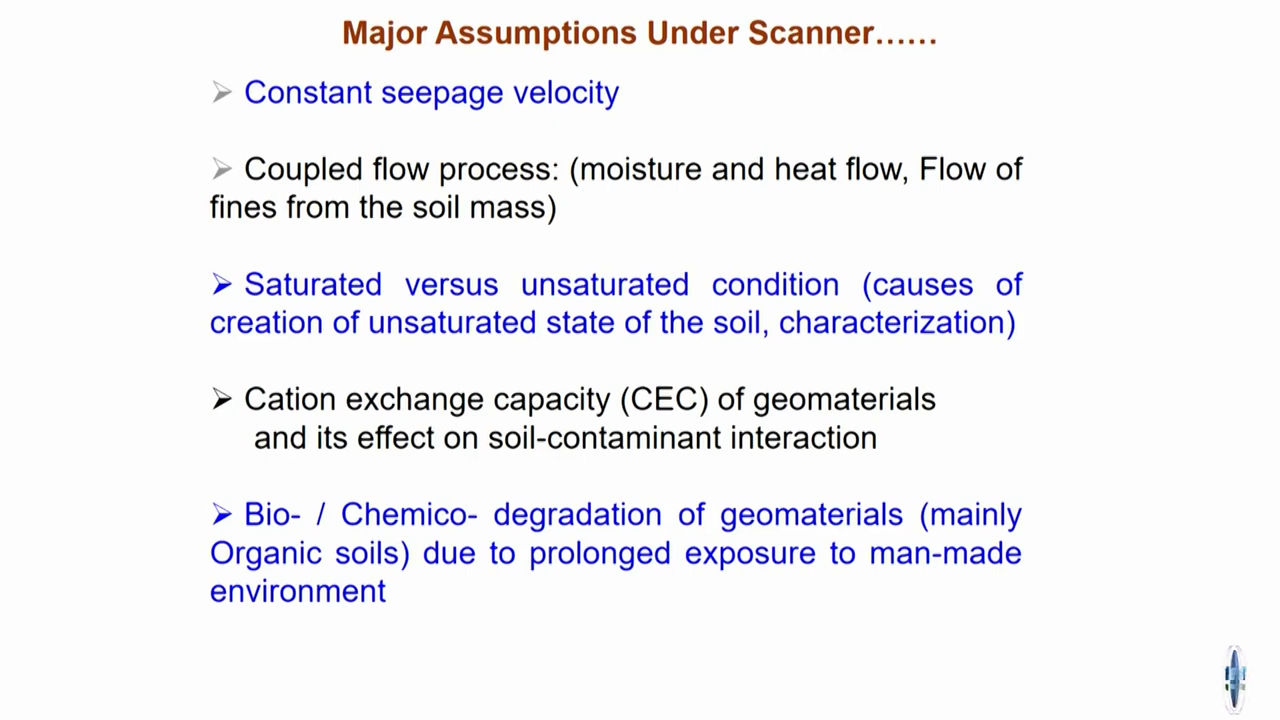 Major Assumptions Under Scanner......
➢ Constant seepage velocity
➢ Coupled flow process: (moisture and heat flow, Flow of
fines from the soil mass)
➢ Saturated versus unsaturated condition (causes of
creation of unsaturated state of the soil, characterization)
➢ Cation exchange capacity (CEC) of geomaterials
and its effect on soil-contaminant interaction
➢ Bio- / Chemico- degradation of geomaterials (mainly
Organic soils) due to prolonged exposure to man-made
environment